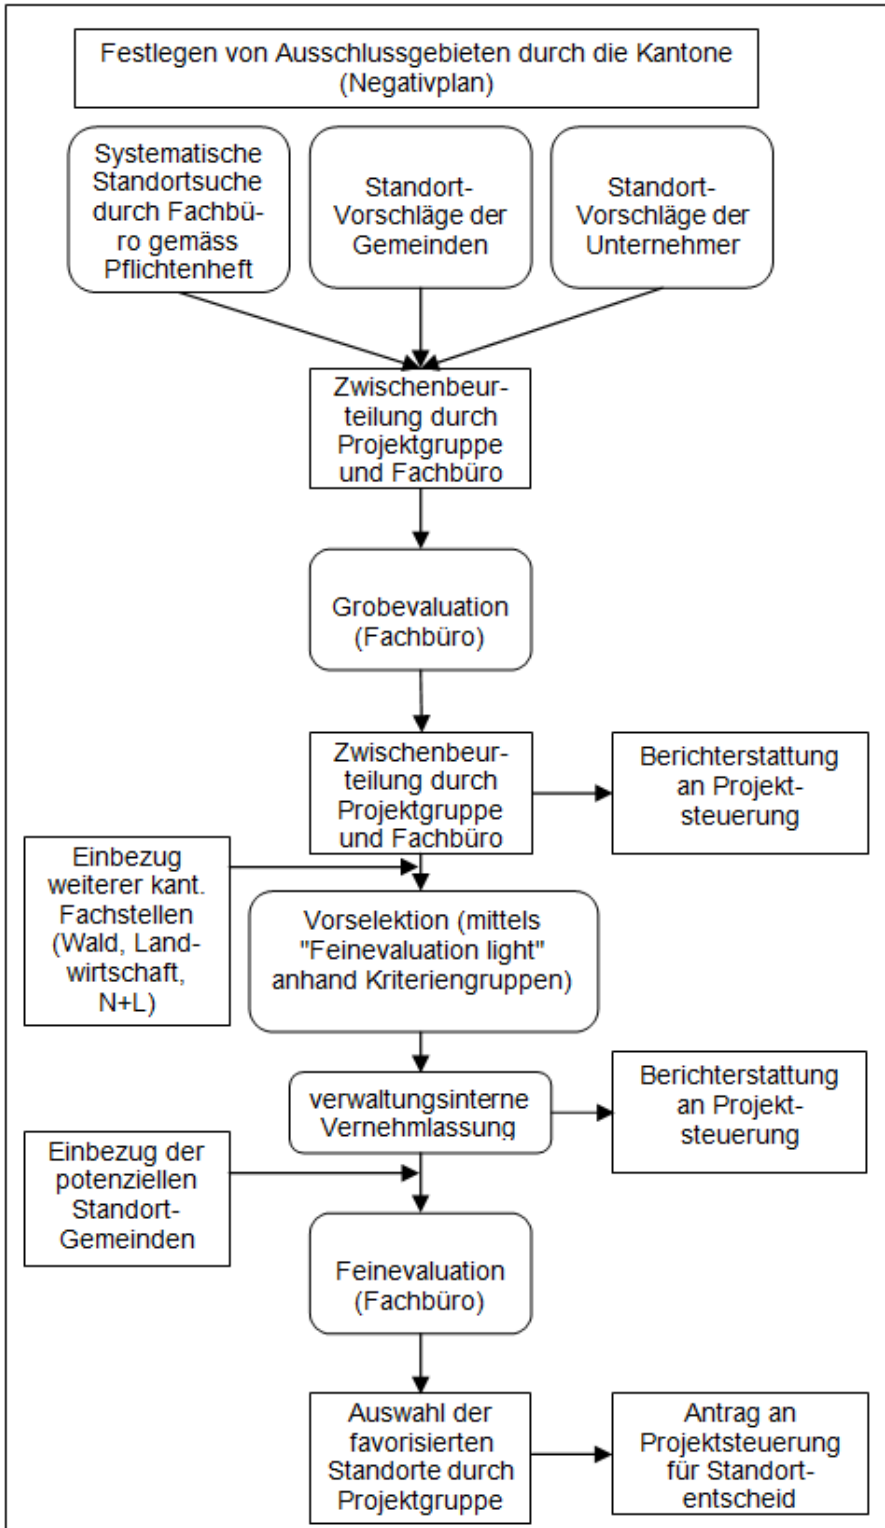 Festlegen von Ausschlussgebieten durch die Kantone
(Negativplan)
Systematische
Standortsuche
durch Fachbü-
ro gemäss
Pflichtenheft
Standort-
Vorschläge der
Gemeinden
Standort-
Vorschläge der
Unternehmer
Zwischenbeur-
teilung durch
Projektgruppe
und Fachbüro
Grobevaluation
(Fachbüro)
Zwischenbeur-
teilung durch
Projektgruppe
und Fachbüro
Berichterstattung
an Projekt-
steuerung
Einbezug
weiterer kant.
Fachstellen
(Wald, Land-
wirtschaft,
N+L)
Vorselektion (mittels
"Feinevaluation light"
anhand Kriteriengruppen)
verwaltungsinterne
Vernehmlassung
Berichterstattung
an Projekt-
steuerung
Einbezug der
potenziellen
Standort-
Gemeinden
Feinevaluation
(Fachbüro)
Auswahl der
favorisierten
Standorte durch
Projektgruppe
Antrag an
Projektsteuerung
für Standort-
entscheid